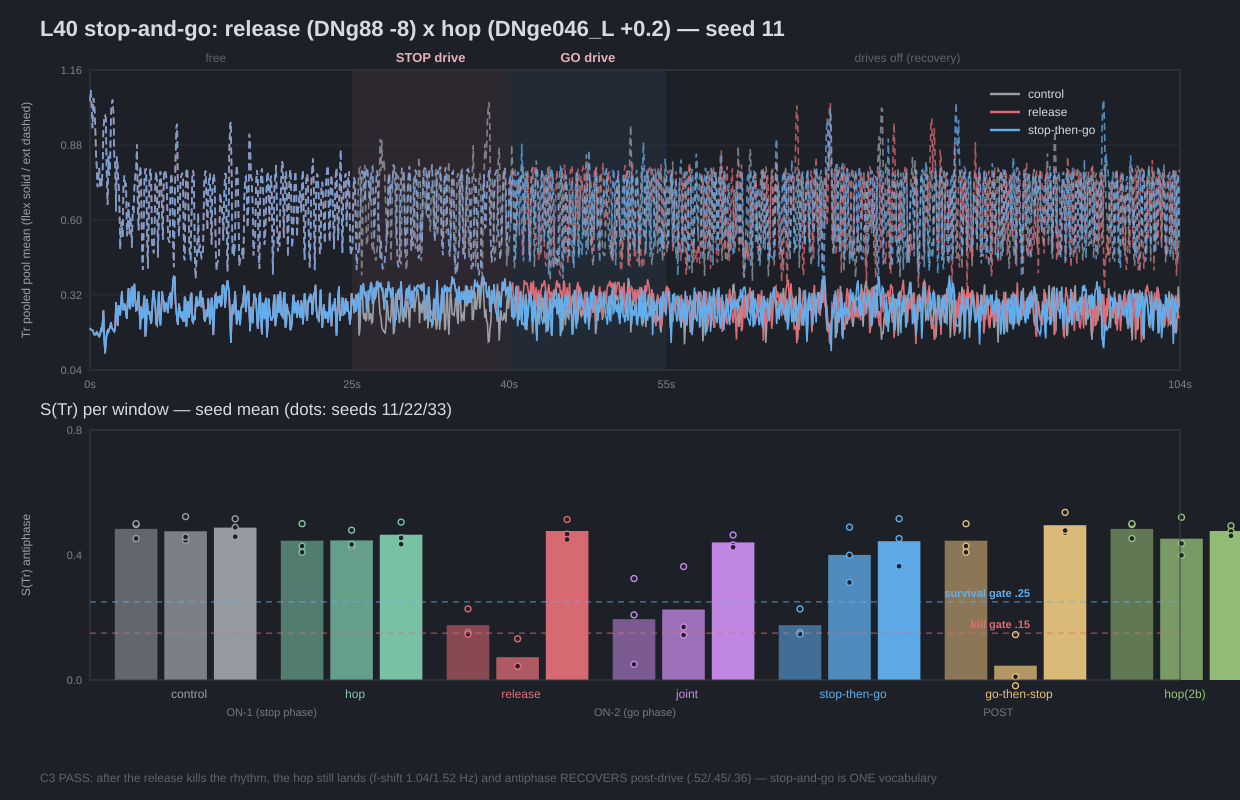 L40 stop-and-go: release (DNg88 -8) x hop (DNge046_L +0.2) — seed 11
free
STOP drive
GO drive
drives off (recovery)
1.16
0.88
0.60
0.32
0.04
Tr pooled pool mean (flex solid / ext dashed)
control
release
stop-then-go
0s
25s
40s
55s
104s
S(Tr) per window — seed mean (dots: seeds 11/22/33)
0.8
0.4
0.0
S(Tr) antiphase
survival gate .25
kill gate .15
control
hop
release
joint
stop-then-go
go-then-stop
hop(2b)
ON-1 (stop phase)
ON-2 (go phase)
POST
C3 PASS: after the release kills the rhythm, the hop still lands (f-shift 1.04/1.52 Hz) and antiphase RECOVERS post-drive (.52/.45/.36) — stop-and-go is ONE vocabulary